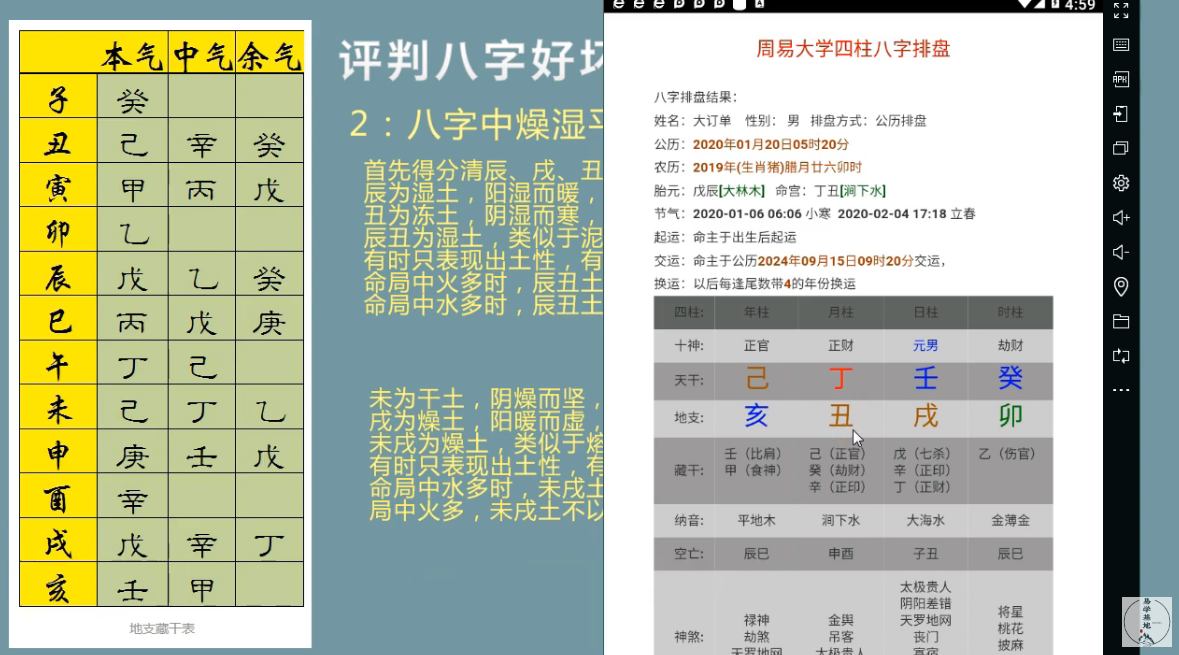 本气 中气 余气
子 癸
丑 己 辛 癸
寅 甲 丙 戊
卯 乙
辰 戊 乙 癸
巳 丙 戊 庚
午 丁 己
未 己 丁 乙
申 庚 壬 戊
酉 辛
戌 戊 辛 丁
亥 壬 甲
地支藏干表
评判八字好坏
2：八字中燥湿平
首先得分清辰、戌、丑
辰为湿土，阳湿而暖，
丑为冻土，阴湿而寒，
辰丑为湿土，类似于泥
有时只表现出土性，有
命局中火多时，辰丑土
命局中水多时，辰丑土
未为干土，阴燥而坚，
戌为燥土，阳暖而虚，
未戌为燥土，类似于熔
有时只表现出土性，有
命局中水多时，未戌土
局中火多，未戌土不以
4:59
周易大学四柱八字排盘
八字排盘结果：
姓名：大订单 性别： 男 排盘方式：公历排盘
公历：2020年01月20日05时20分
农历：2019年(生肖猪)腊月廿六卯时
胎元：戊辰[大林木] 命宫：丁丑[涧下水]
节气：2020-01-06 06:06 小寒 2020-02-04 17:18 立春
起运：命主于出生后起运
交运：命主于公历2024年09月15日09时20分交运，
换运：以后每逢尾数带4的年份换运
四柱: 年柱 月柱 日柱 时柱
十神: 正官 正财 元男 劫财
天干: 己 丁 壬 癸
地支: 亥 丑 戌 卯
藏干: 壬（比肩） 己（正官） 戊（七杀） 乙（伤官）
甲（食神） 癸（劫财） 辛（正印）
辛（正印） 丁（正财）
纳音: 平地木 涧下水 大海水 金薄金
空亡: 辰巳 申酉 子丑 辰巳
神煞:
禄神
劫煞
天罗地网
金舆
吊客
太极贵人
太极贵人
阴阳差错
天罗地网
丧门
寡宿
将星
桃花
披麻
APK
易学基地